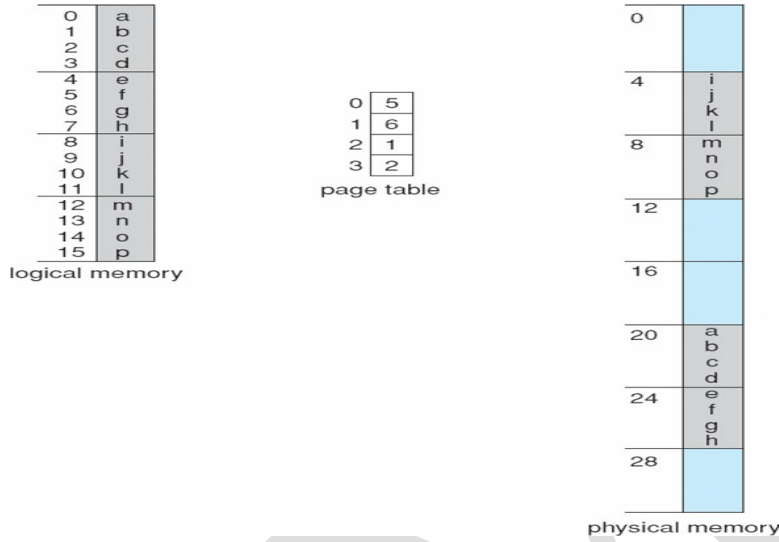 0 a
1 b
2 c
3 d
4 e
5 f
6 g
7 h
8 i
9 j
10 k
11 l
12 m
13 n
14 o
15 p
logical memory
0 5
1 6
2 1
3 2
page table
0
4 i
j
k
l
8 m
n
o
p
12
16
20 a
b
c
d
24 e
f
g
h
28
physical memory